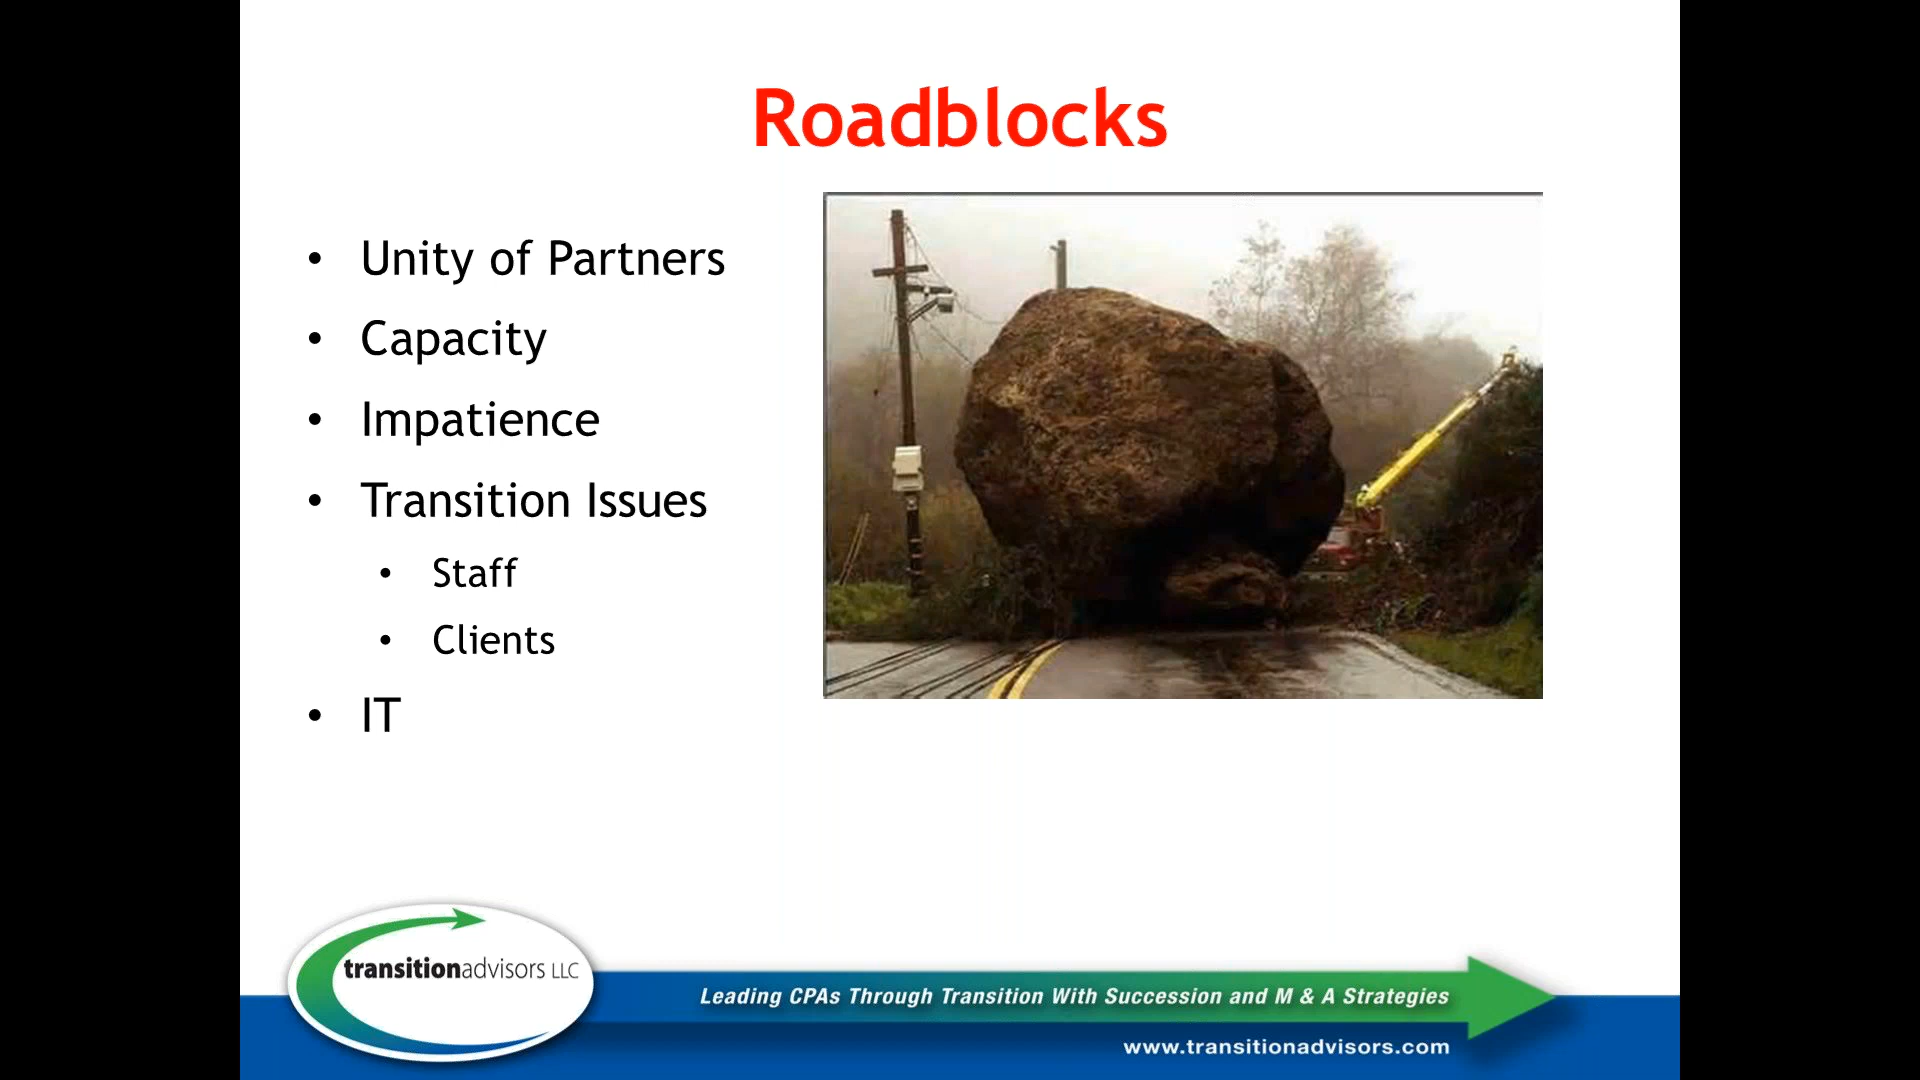 Roadblocks
• Unity of Partners
• Capacity
• Impatience
• Transition Issues
• Staff
• Clients
• IT
transitionadvisors LLC
Leading CPAs Through Transition With Succession and M & A Strategies
www.transitionadvisors.com